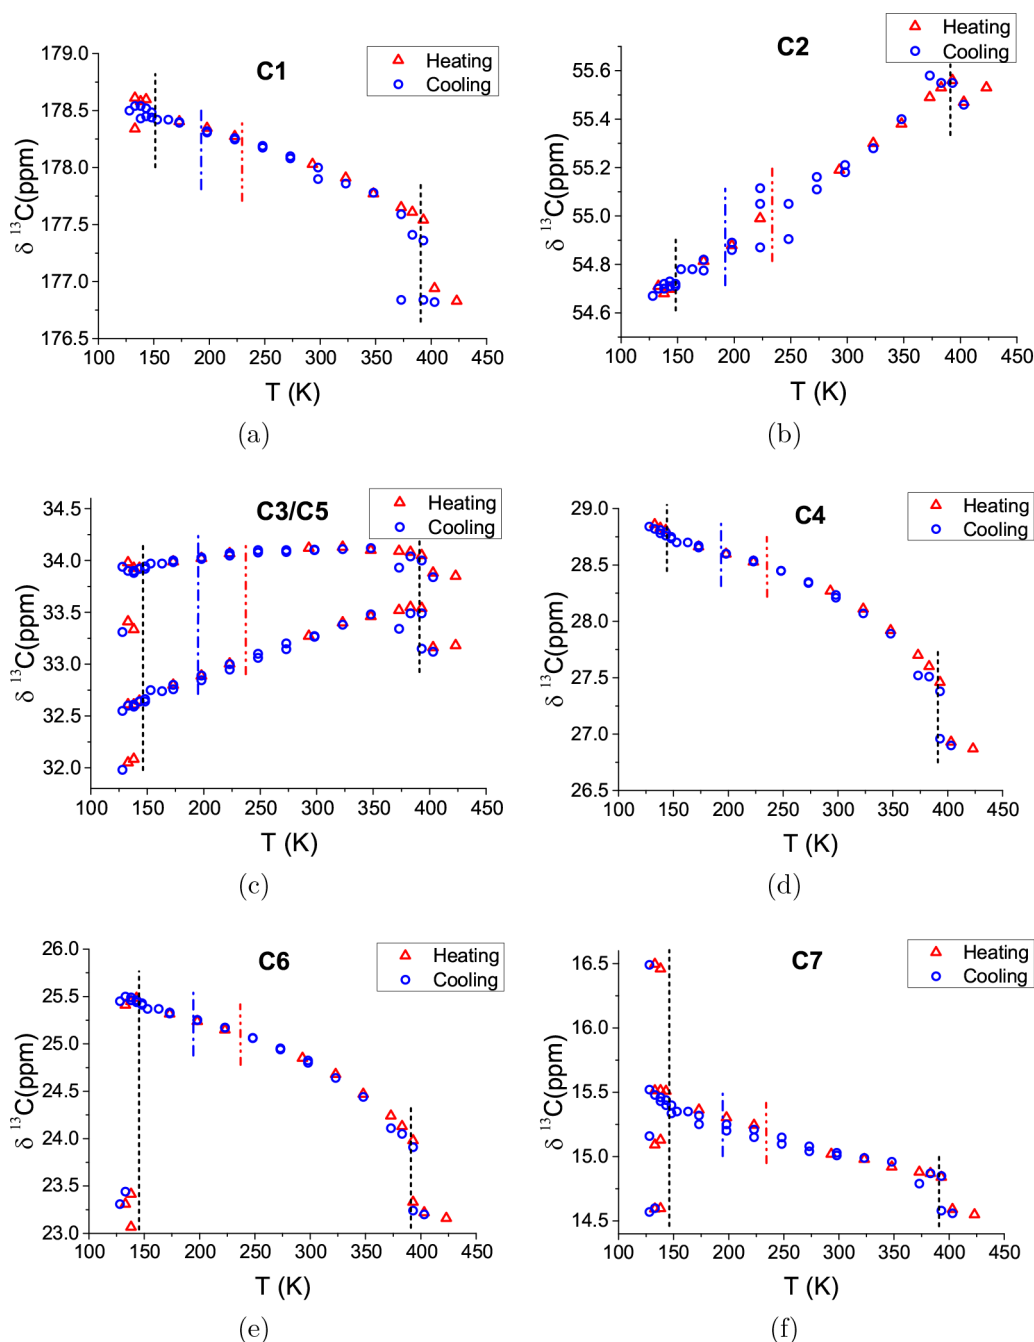 C1
Heating
Cooling
δ ¹³C(ppm)
179.0
178.5
178.0
177.5
177.0
176.5
100 150 200 250 300 350 400 450
T (K)
(a)
C2
Heating
Cooling
δ ¹³C(ppm)
55.6
55.4
55.2
55.0
54.8
54.6
100 150 200 250 300 350 400 450
T (K)
(b)
C3/C5
Heating
Cooling
δ ¹³C(ppm)
34.5
34.0
33.5
33.0
32.5
32.0
100 150 200 250 300 350 400 450
T (K)
(c)
C4
Heating
Cooling
δ ¹³C(ppm)
29.0
28.5
28.0
27.5
27.0
26.5
100 150 200 250 300 350 400 450
T (K)
(d)
C6
Heating
Cooling
δ ¹³C(ppm)
26.0
25.5
25.0
24.5
24.0
23.5
23.0
100 150 200 250 300 350 400 450
T (K)
(e)
C7
Heating
Cooling
δ ¹³C(ppm)
16.5
16.0
15.5
15.0
14.5
100 150 200 250 300 350 400 450
T (K)
(f)